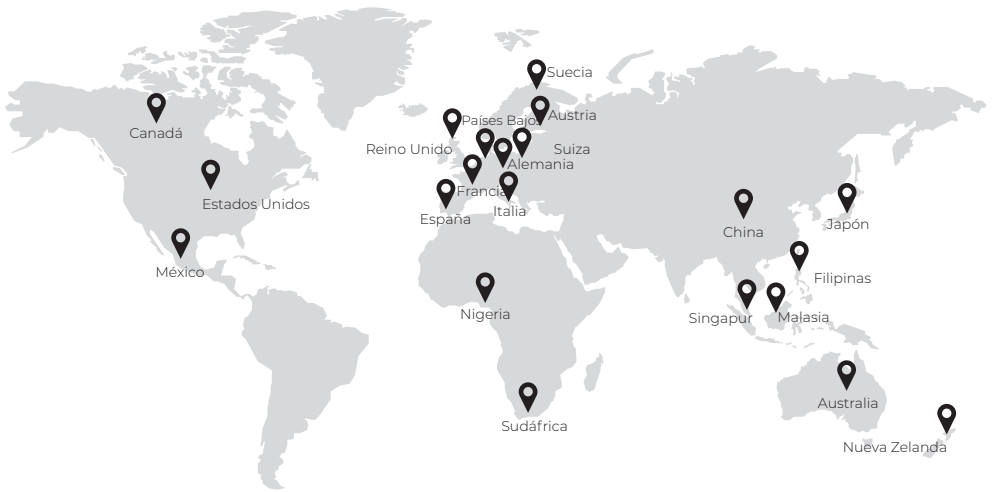 Suecia
Canadá
Países Bajos
Austria
Reino Unido
Suiza
Alemania
Francia
Estados Unidos
Italia
España
Japón
China
México
Filipinas
Nigeria
Singapur
Malasia
Australia
Sudáfrica
Nueva Zelanda